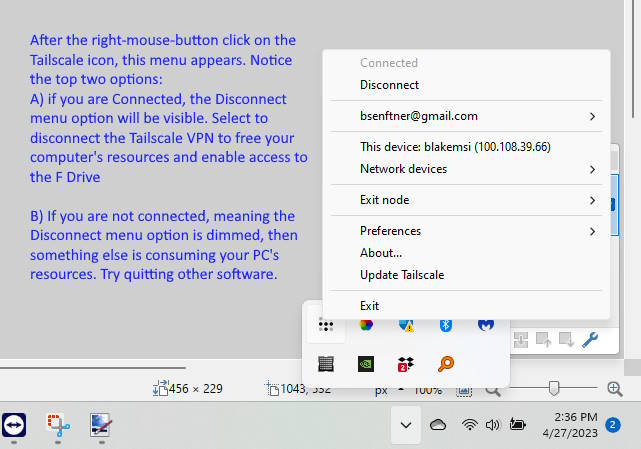 After the right-mouse-button click on the
Tailscale icon, this menu appears. Notice
the top two options:
A) if you are Connected, the Disconnect
menu option will be visible. Select to
disconnect the Tailscale VPN to free your
computer's resources and enable access to
the F Drive
B) If you are not connected, meaning the
Disconnect menu option is dimmed, then
something else is consuming your PC's
resources. Try quitting other software.
Connected
Disconnect
bsenftner@gmail.com
This device: blakemsi (100.108.39.66)
Network devices
Exit node
Preferences
About...
Update Tailscale
Exit
2
456 × 229
1043, 332
px
100%
2:36 PM
4/27/2023
2